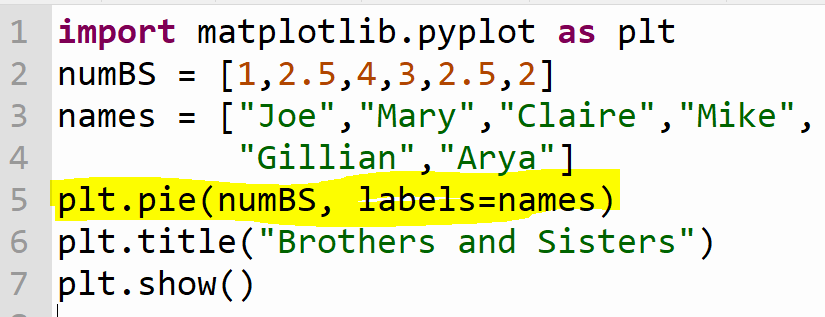 1 import matplotlib.pyplot as plt
2 numBS = [1,2.5,4,3,2.5,2]
3 names = ["Joe","Mary","Claire","Mike",
4 "Gillian","Arya"]
5 plt.pie(numBS, labels=names)
6 plt.title("Brothers and Sisters")
7 plt.show()